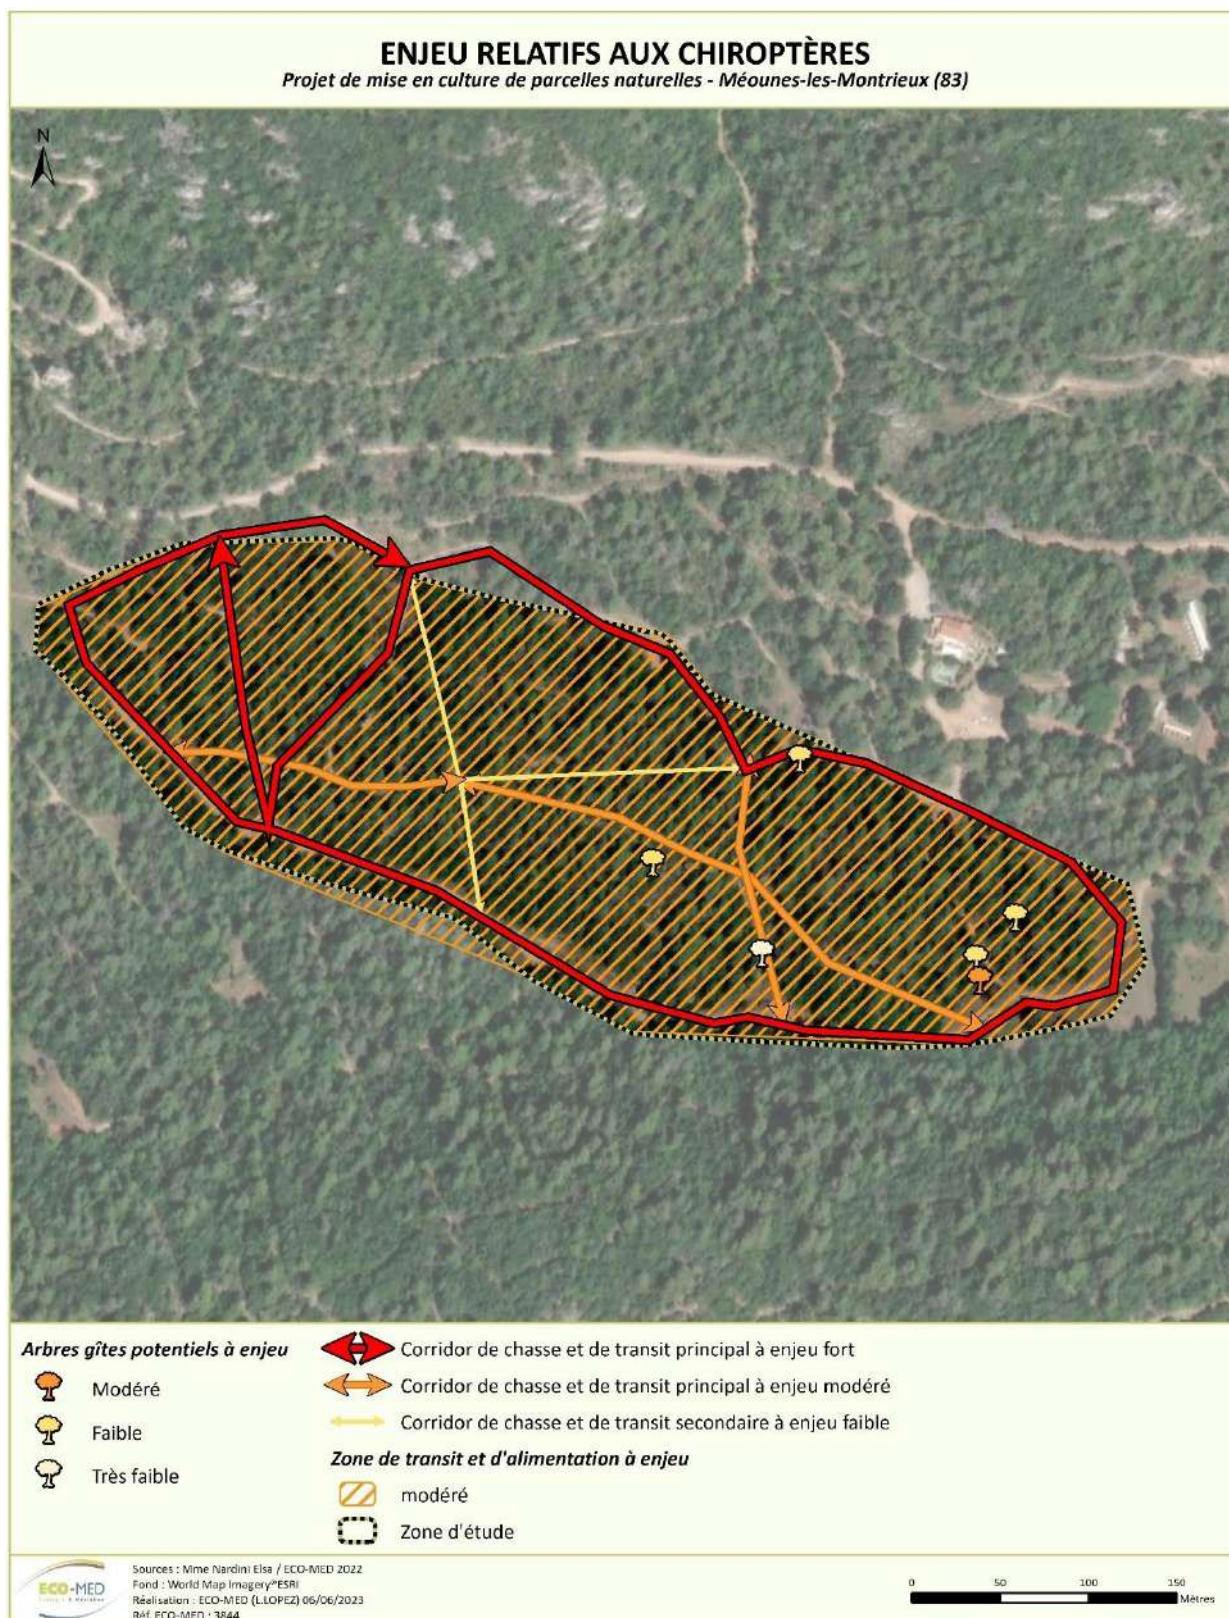 ENJEU RELATIFS AUX CHIROPTÈRES
Projet de mise en culture de parcelles naturelles - Méounes-les-Montrieux (83)
N
Arbres gîtes potentiels à enjeu
Modéré
Faible
Très faible
Corridor de chasse et de transit principal à enjeu fort
Corridor de chasse et de transit principal à enjeu modéré
Corridor de chasse et de transit secondaire à enjeu faible
Zone de transit et d'alimentation à enjeu
modéré
Zone d'étude
ECO-MED
Sources : Mme Nardini Elsa / ECO-MED 2022
Fond : World Map Imagery®ESRI
Réalisation : ECO-MED (L.LOPEZ) 06/06/2023
Réf. ECO-MED : 3844
0 50 100 150
Mètres